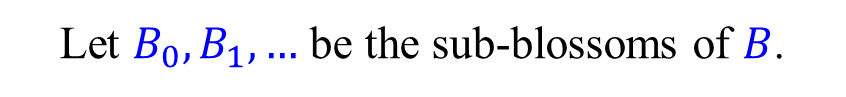 Let B₀, B₁, … be the sub-blossoms of B.